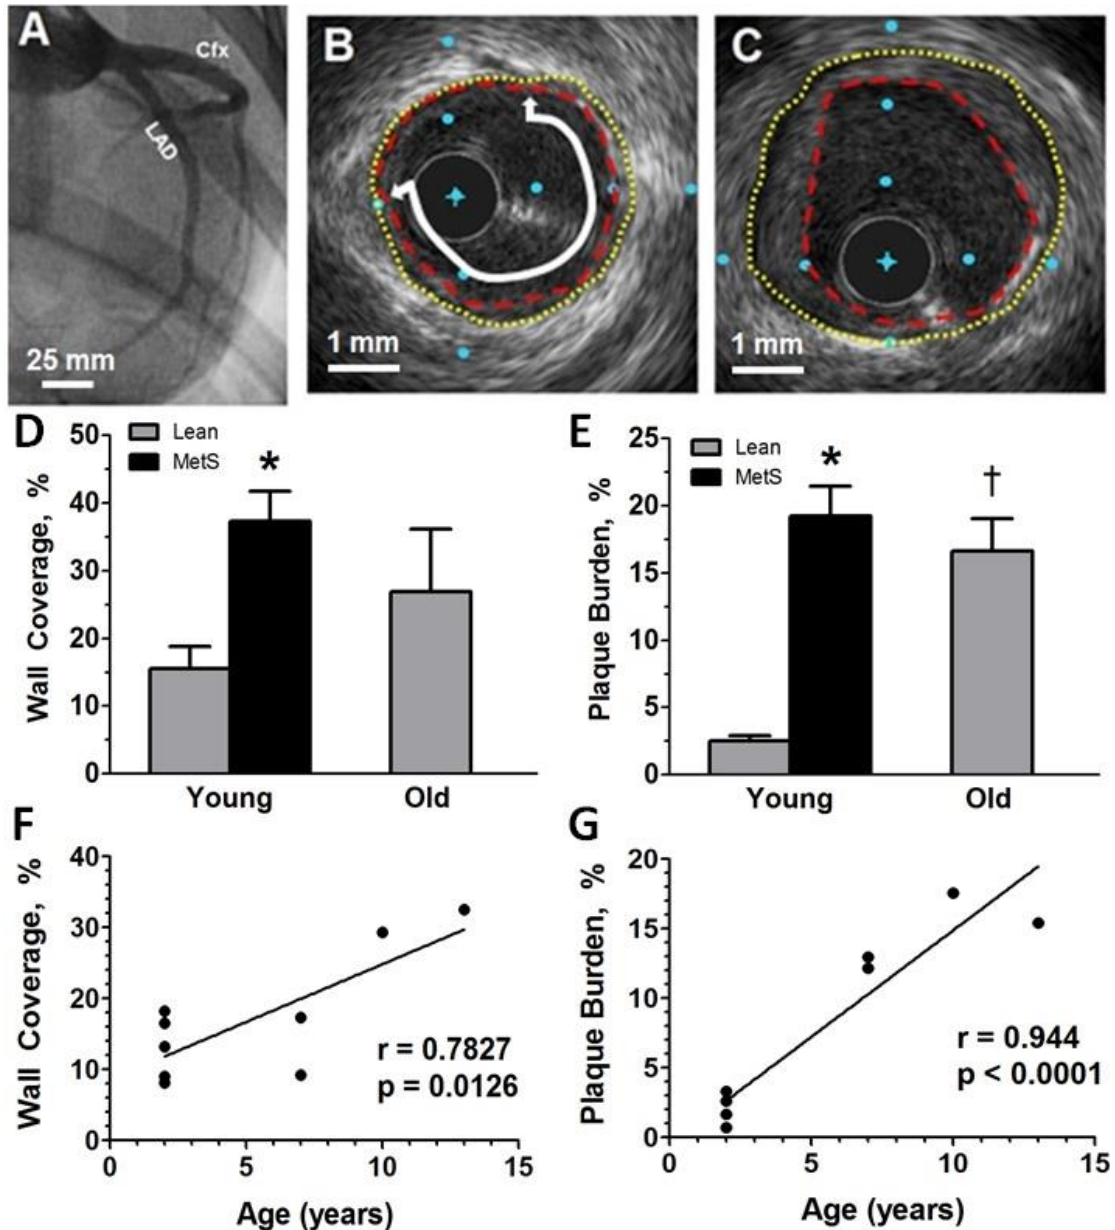 A
Cfx
LAD
25 mm
B
1 mm
C
1 mm
D
Wall Coverage, %
50
40
30
20
10
0
Lean
MetS
*
Young
Old
E
Plaque Burden, %
25
20
15
10
5
0
Lean
MetS
*
†
Young
Old
F
Wall Coverage, %
40
30
20
10
0
r = 0.7827
p = 0.0126
0
5
10
15
Age (years)
G
Plaque Burden, %
20
15
10
5
0
r = 0.944
p < 0.0001
0
5
10
15
Age (years)